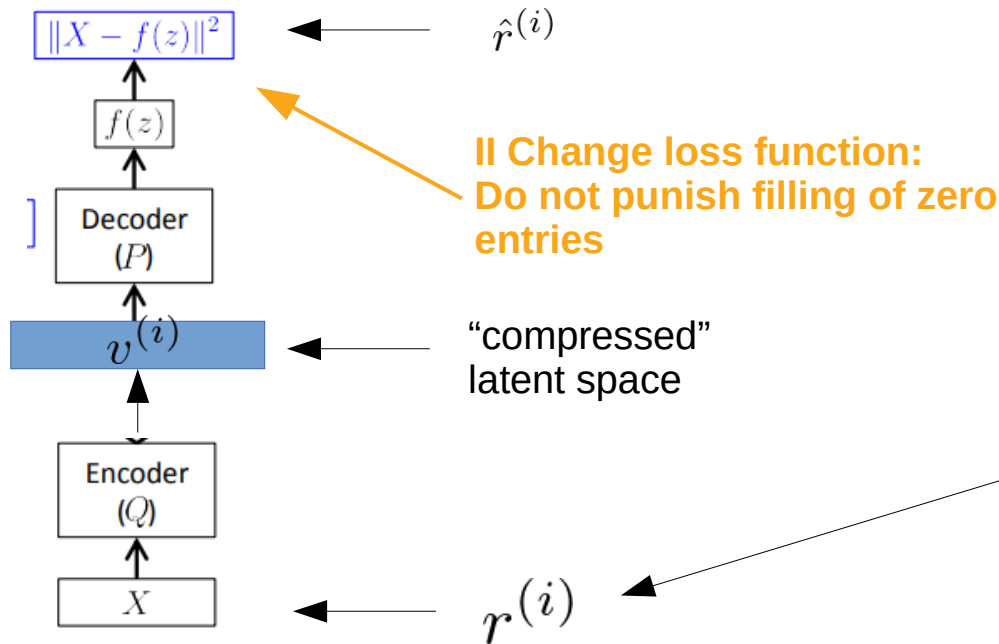 ‖X − f(z)‖²
r̂⁽ⁱ⁾
f(z)
II Change loss function:
Do not punish filling of zero
entries
Decoder
(P)
v⁽ⁱ⁾
“compressed”
latent space
Encoder
(Q)
X
r⁽ⁱ⁾